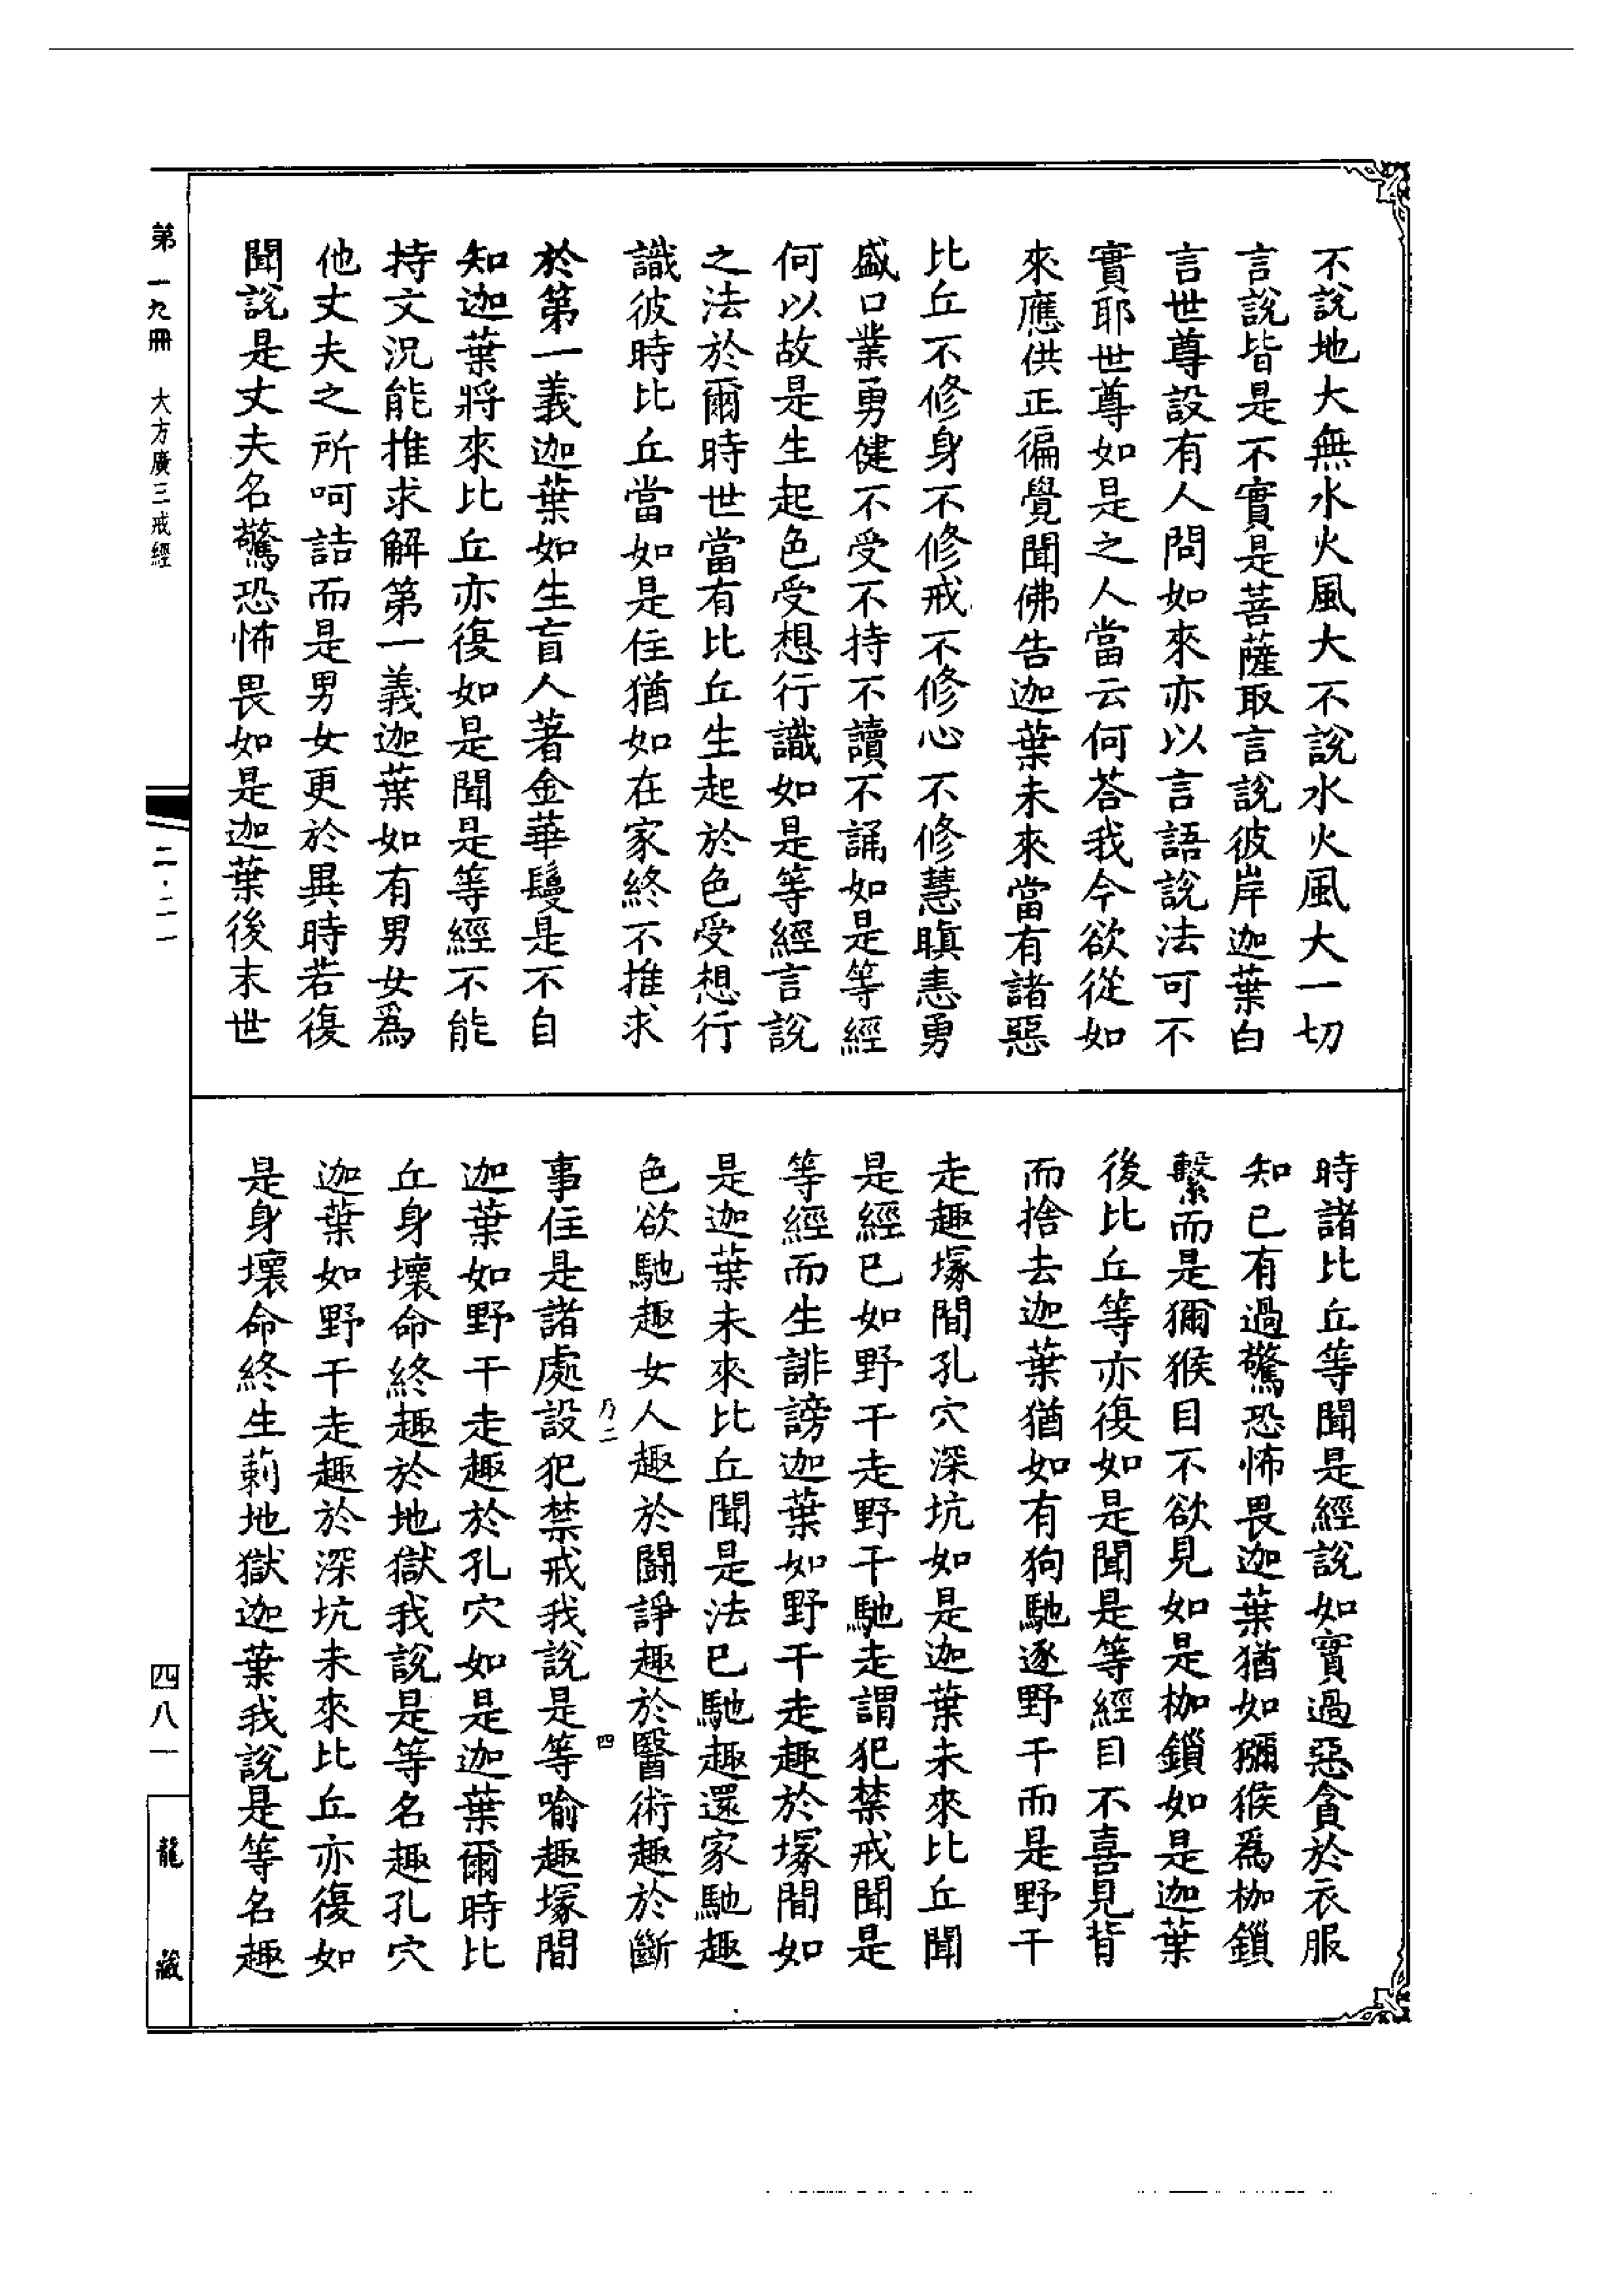 不說地大無水火風大不說水火風大一切
言說皆是不實是菩薩取言說彼岸迦葉白
言世尊設有人問如來亦以言語說法可不
實耶世尊如是之人當云何荅我今欲從如
來應供正徧覺聞佛告迦葉未來當有諸惡
比丘不修身不修戒不修心不修慧瞋恚勇
盛口業勇健不受不持不讀不誦如是等經
何以故是生起色受想行識如是等經言說
之法於爾時世當有比丘生起於色受想行
識彼時比丘當如是住猶如在家終不推求
於第一義迦葉如生盲人著金華鬘是不自
知迦葉將來比丘亦復如是聞是等經不能
持文況能推求解第一義迦葉如有男女爲
他丈夫之所呵詰而是男女更於異時若復
聞說是丈夫名驚恐怖畏如是迦葉後末世
時諸比丘等聞是經說如實過惡貪於衣服
知已有過驚恐怖畏迦葉猶如獼猴爲枷鎖
繫而是獼猴目不欲見如是枷鎖如是迦葉
後比丘等亦復如是聞是等經目不喜見背
而捨去迦葉猶如有狗馳逐野干而是野干
走趣塚間孔穴深坑如是迦葉未來比丘聞
是經已如野干走野干馳走謂犯禁戒聞是
等經而生誹謗迦葉如野干走趣於塚間如
是迦葉未來比丘聞是法已馳趣還家馳趣
色欲馳趣女人趣於鬪諍趣於醫術趣於斷
事住是諸處設犯禁戒我說是等喻趣塚間
迦葉如野干走趣於孔穴如是迦葉爾時比
丘身壞命終趣於地獄我說是等名趣孔穴
迦葉如野干走趣於深坑未來比丘亦復如
是身壞命終生剌地獄迦葉我說是等名趣
乃二
四
第一九冊 大方廣三戒經
二·二一
四八一
龍藏